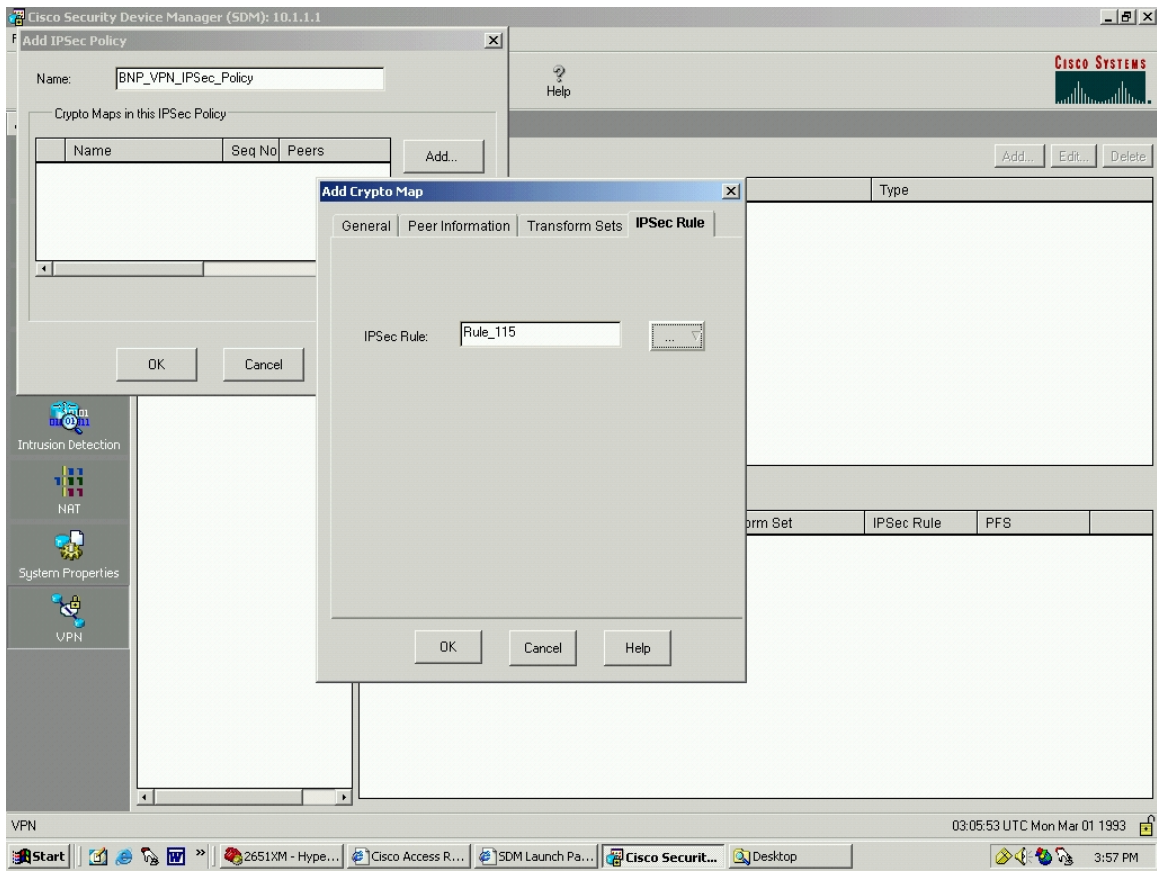 Cisco Security Device Manager (SDM): 10.1.1.1
Add IPSec Policy
Name: BNP_VPN_IPSec_Policy
Help
CISCO SYSTEMS
Crypto Maps in this IPSec Policy
Name Seq No Peers
Add...
Add... Edit... Delete
Type
Add Crypto Map
General Peer Information Transform Sets IPSec Rule
IPSec Rule: Rule_115 ...
OK Cancel
Intrusion Detection
NAT
System Properties
VPN
orm Set IPSec Rule PFS
OK Cancel Help
VPN
03:05:53 UTC Mon Mar 01 1993
Start » 2651XM - Hype... Cisco Access R... SDM Launch Pa... Cisco Securit... Desktop 3:57 PM